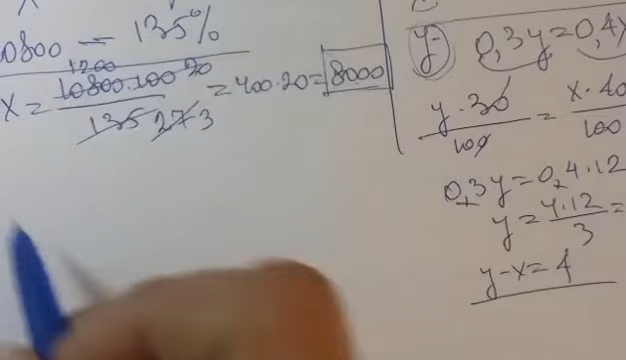 0800 — 135%
x = 10800·100 / 135 = 400·20 = 8000
1200 20
27 3
y- 0,3y=0,4x
y·30 / 100 = x·40 / 100
0,3y=0,4·12
y = 4·12 / 3 =
y-x=4